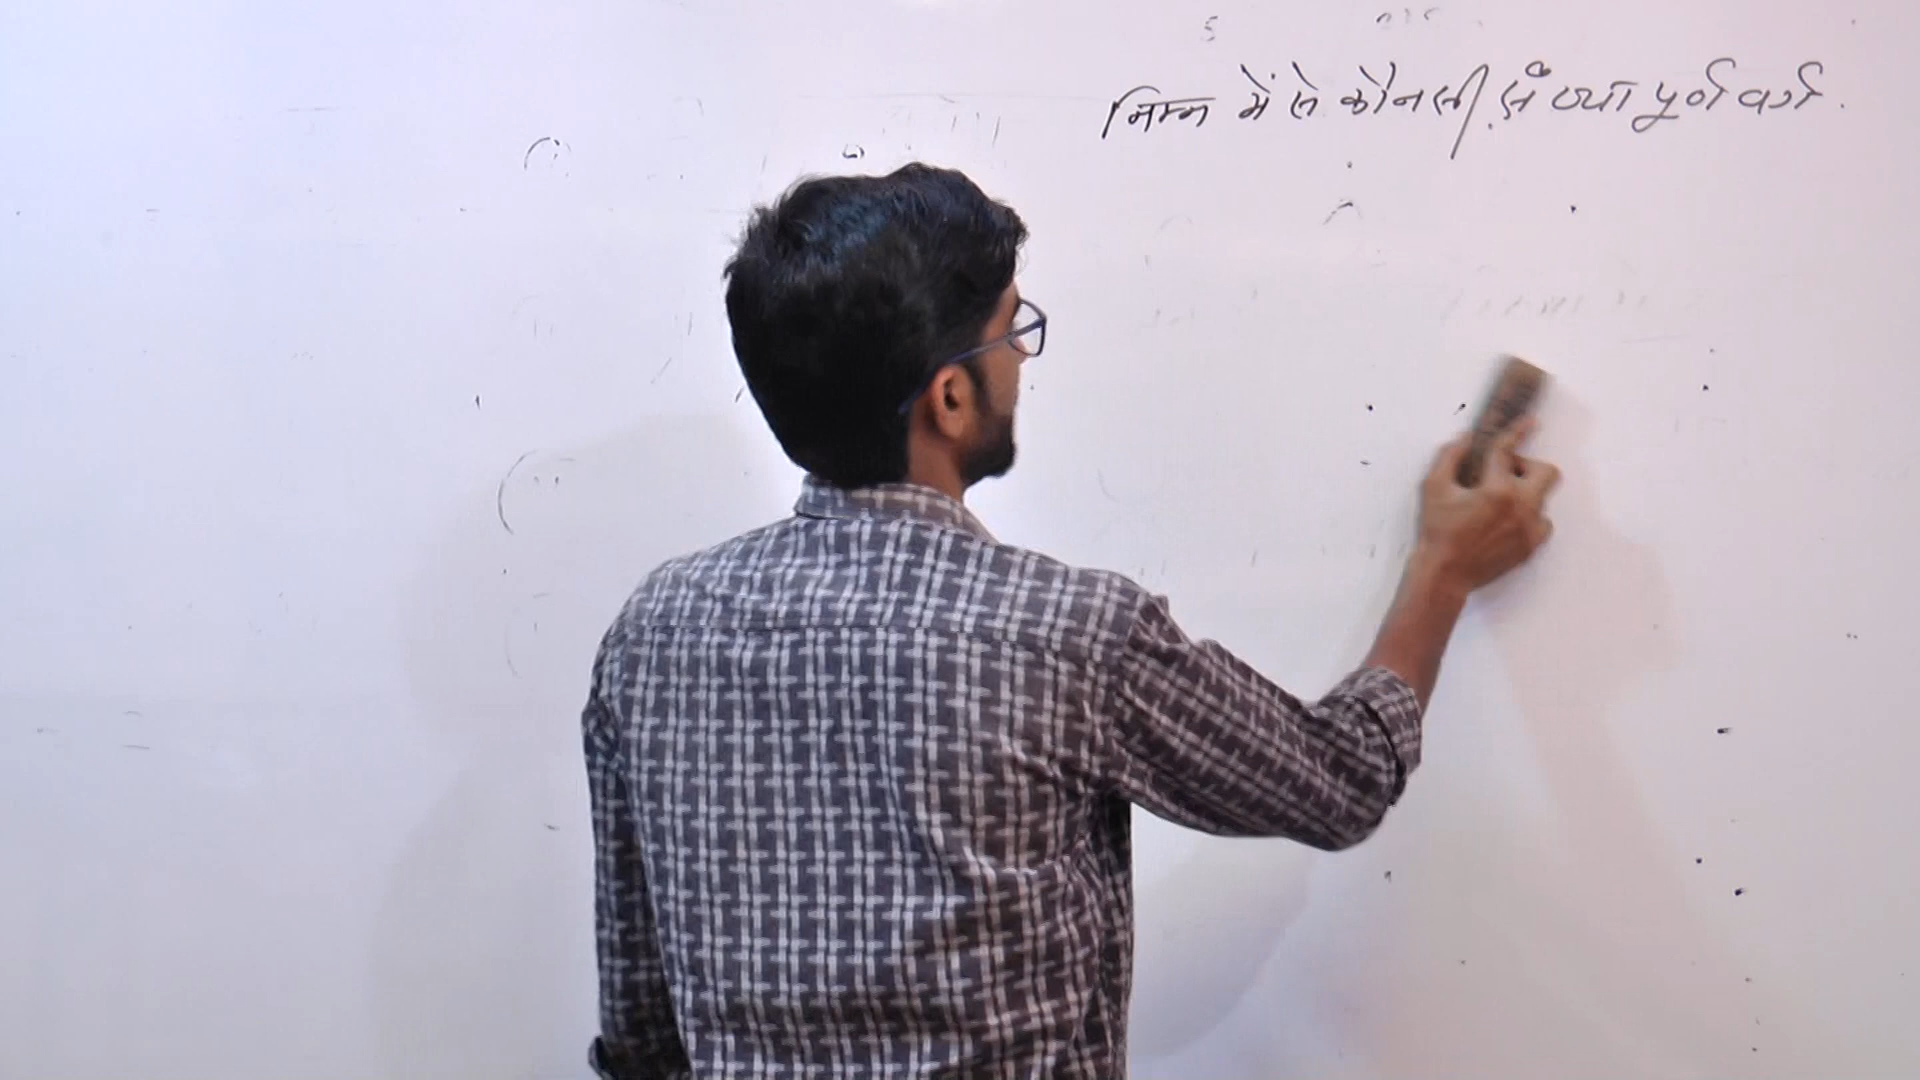 निम्न में से कौनसी संख्या पूर्ण वर्ग